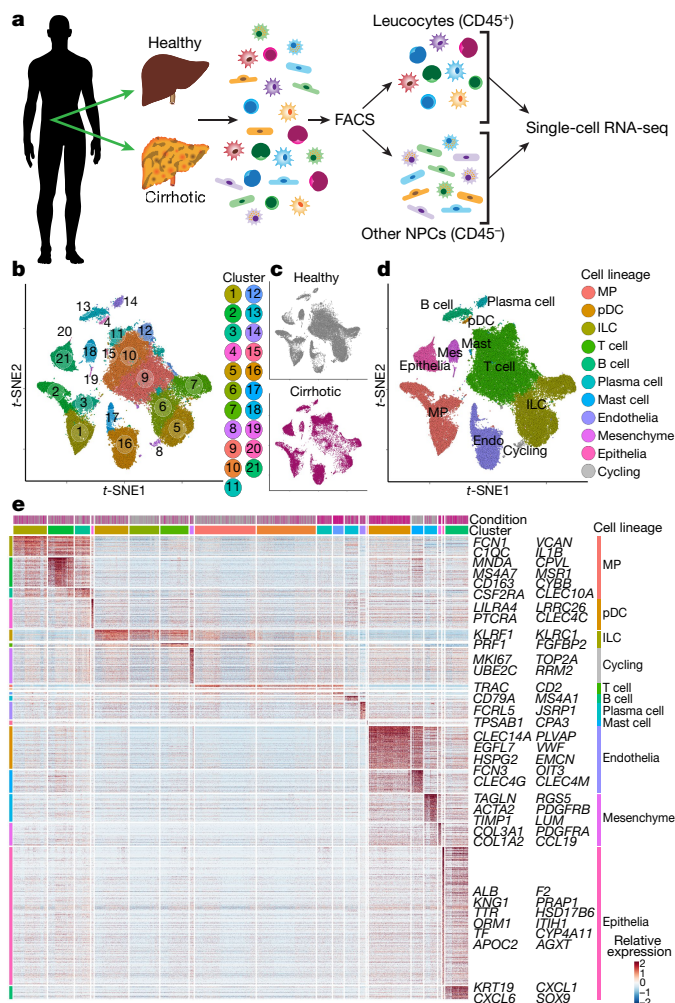 a
Healthy
Cirrhotic
FACS
Leucocytes (CD45+)
Other NPCs (CD45−)
Single-cell RNA-seq
b
t-SNE2
t-SNE1
13
14
4
20
11
12
21
18
15
10
19
9
7
2
3
6
17
1
16
5
8
Cluster
1 12
2 13
3 14
4 15
5 16
6 17
7 18
8 19
9 20
10 21
11
c
Healthy
Cirrhotic
d
t-SNE2
t-SNE1
B cell
Plasma cell
pDC
Mast
Mes
Epithelia
T cell
MP
ILC
Endo
Cycling
Cell lineage
MP
pDC
ILC
T cell
B cell
Plasma cell
Mast cell
Endothelia
Mesenchyme
Epithelia
Cycling
e
Condition
Cluster
Cell lineage
FCN1 VCAN
C1QC IL1B
MNDA CPVL
MS4A7 MSR1
CD163 CYBB
CSF2RA CLEC10A
MP
LILRA4 LRRC26
PTCRA CLEC4C
pDC
KLRF1 KLRC1
PRF1 FGFBP2
ILC
MKI67 TOP2A
UBE2C RRM2
Cycling
TRAC CD2
T cell
CD79A MS4A1
B cell
FCRL5 JSRP1
Plasma cell
TPSAB1 CPA3
Mast cell
CLEC14A PLVAP
EGFL7 VWF
HSPG2 EMCN
FCN3 OIT3
CLEC4G CLEC4M
Endothelia
TAGLN RGS5
ACTA2 PDGFRB
TIMP1 LUM
COL3A1 PDGFRA
COL1A2 CCL19
Mesenchyme
ALB F2
KNG1 PRAP1
TTR HSD17B6
ORM1 ITIH1
TF CYP4A11
APOC2 AGXT
KRT19 CXCL1
CXCL6 SOX9
Epithelia
Relative
expression
2
1
0
−1
−2